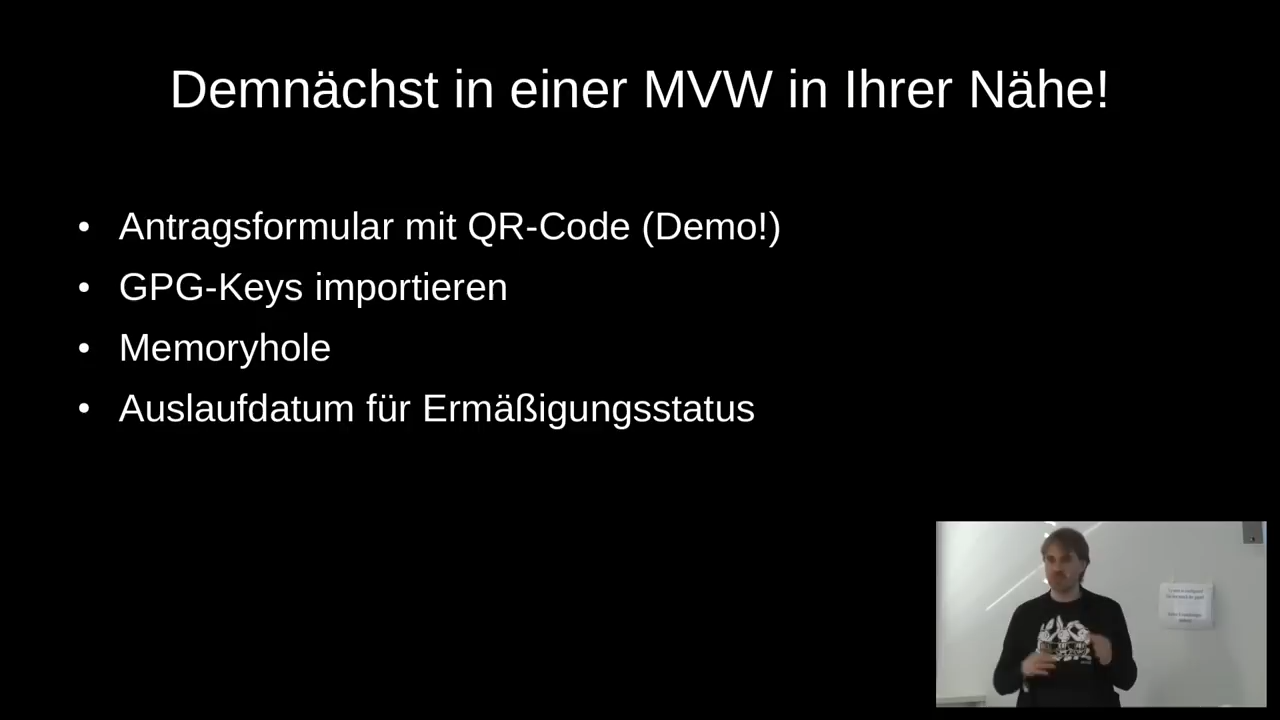 Demnächst in einer MVW in Ihrer Nähe!
• Antragsformular mit QR-Code (Demo!)
• GPG-Keys importieren
• Memoryhole
• Auslaufdatum für Ermäßigungsstatus